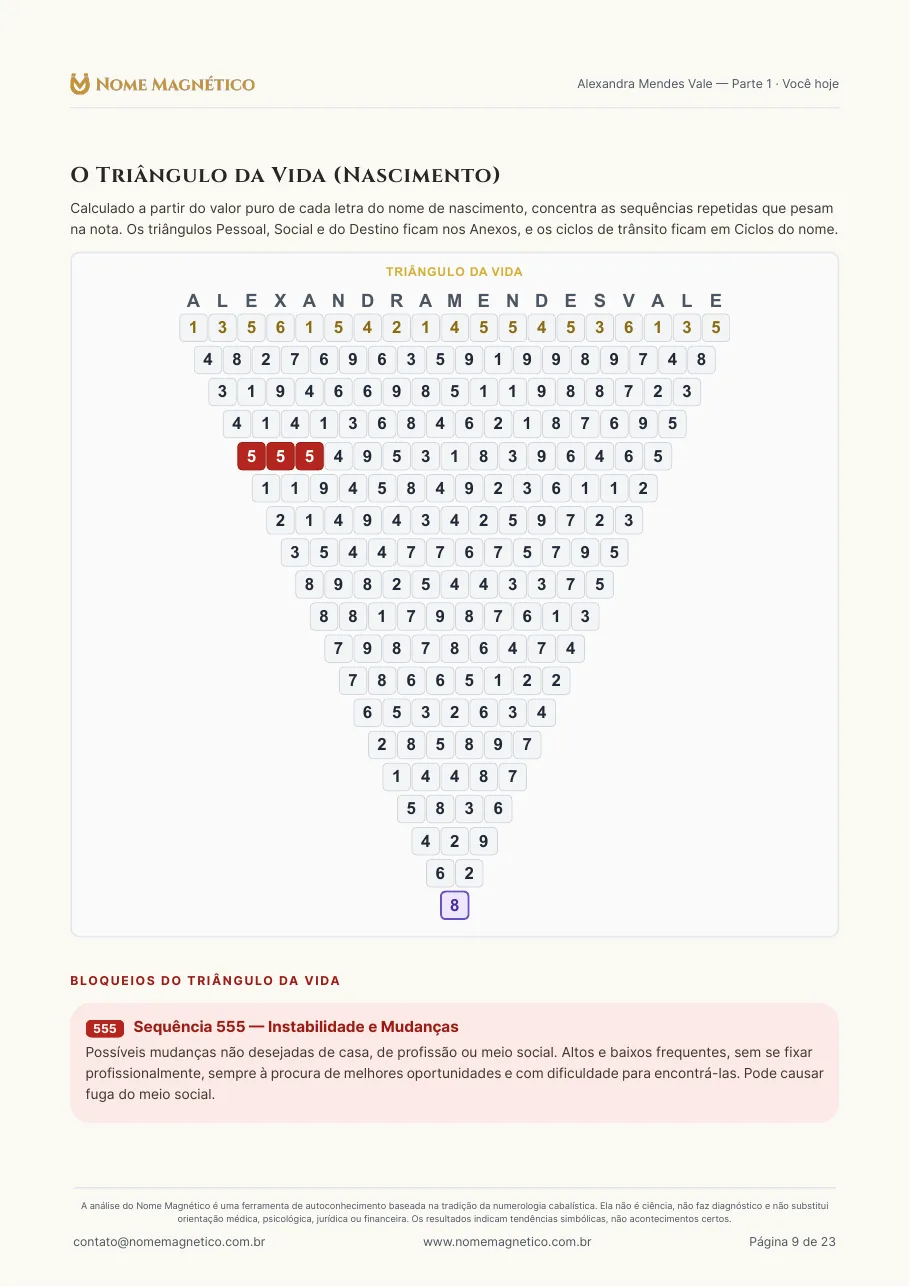 NOME MAGNÉTICO
Alexandra Mendes Vale — Parte 1 · Você hoje
O TRIÂNGULO DA VIDA (NASCIMENTO)
Calculado a partir do valor puro de cada letra do nome de nascimento, concentra as sequências repetidas que pesam
na nota. Os triângulos Pessoal, Social e do Destino ficam nos Anexos, e os ciclos de trânsito ficam em Ciclos do nome.
TRIÂNGULO DA VIDA
A L E X A N D R A M E N D E S V A L E
1 3 5 6 1 5 4 2 1 4 5 5 4 5 3 6 1 3 5
4 8 2 7 6 9 6 3 5 9 1 9 9 8 9 7 4 8
3 1 9 4 6 6 9 8 5 1 1 9 8 8 7 2 3
4 1 4 1 3 6 8 4 6 2 1 8 7 6 9 5
5 5 5 4 9 5 3 1 8 3 9 6 4 6 5
1 1 9 4 5 8 4 9 2 3 6 1 1 2
2 1 4 9 4 3 4 2 5 9 7 2 3
3 5 4 4 7 7 6 7 5 7 9 5
8 9 8 2 5 4 4 3 3 7 5
8 8 1 7 9 8 7 6 1 3
7 9 8 7 8 6 4 7 4
7 8 6 6 5 1 2 2
6 5 3 2 6 3 4
2 8 5 8 9 7
1 4 4 8 7
5 8 3 6
4 2 9
6 2
8
BLOQUEIOS DO TRIÂNGULO DA VIDA
555 Sequência 555 — Instabilidade e Mudanças
Possíveis mudanças não desejadas de casa, de profissão ou meio social. Altos e baixos frequentes, sem se fixar
profissionalmente, sempre à procura de melhores oportunidades e com dificuldade para encontrá-las. Pode causar
fuga do meio social.
A análise do Nome Magnético é uma ferramenta de autoconhecimento baseada na tradição da numerologia cabalística. Ela não é ciência, não faz diagnóstico e não substitui
orientação médica, psicológica, jurídica ou financeira. Os resultados indicam tendências simbólicas, não acontecimentos certos.
contato@nomemagnetico.com.br
www.nomemagnetico.com.br
Página 9 de 23